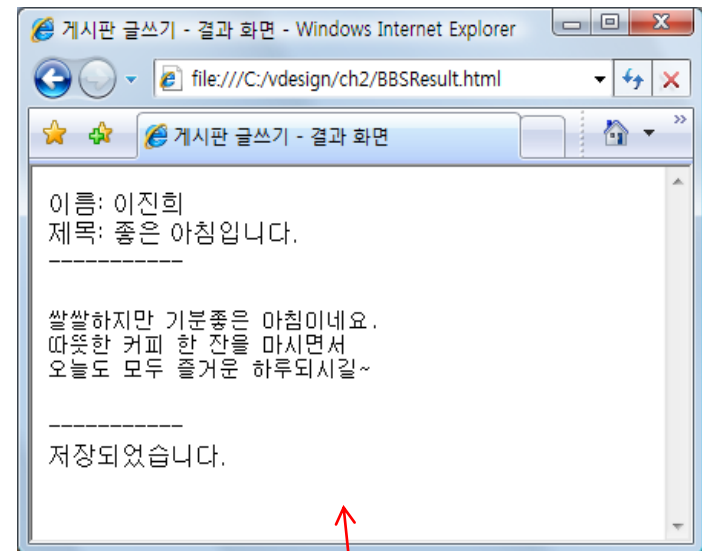 게시판 글쓰기 - 결과 화면 - Windows Internet Explorer
file:///C:/vdesign/ch2/BBSResult.html
게시판 글쓰기 - 결과 화면
이름: 이진희
제목: 좋은 아침입니다.
-----------
쌀쌀하지만 기분좋은 아침이네요.
따뜻한 커피 한 잔을 마시면서
오늘도 모두 즐거운 하루되시길~
-----------
저장되었습니다.